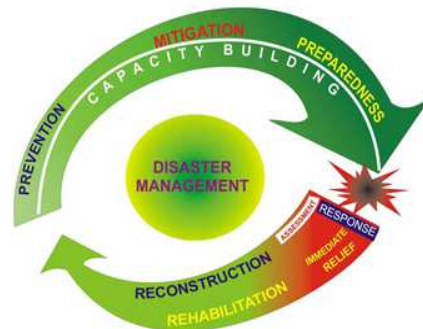 MITIGATION
CAPACITY BUILDING
PREVENTION
PREPAREDNESS
DISASTER
MANAGEMENT
RESPONSE
ASSESSMENT
IMMEDIATE
RELIEF
RECONSTRUCTION
REHABILITATION